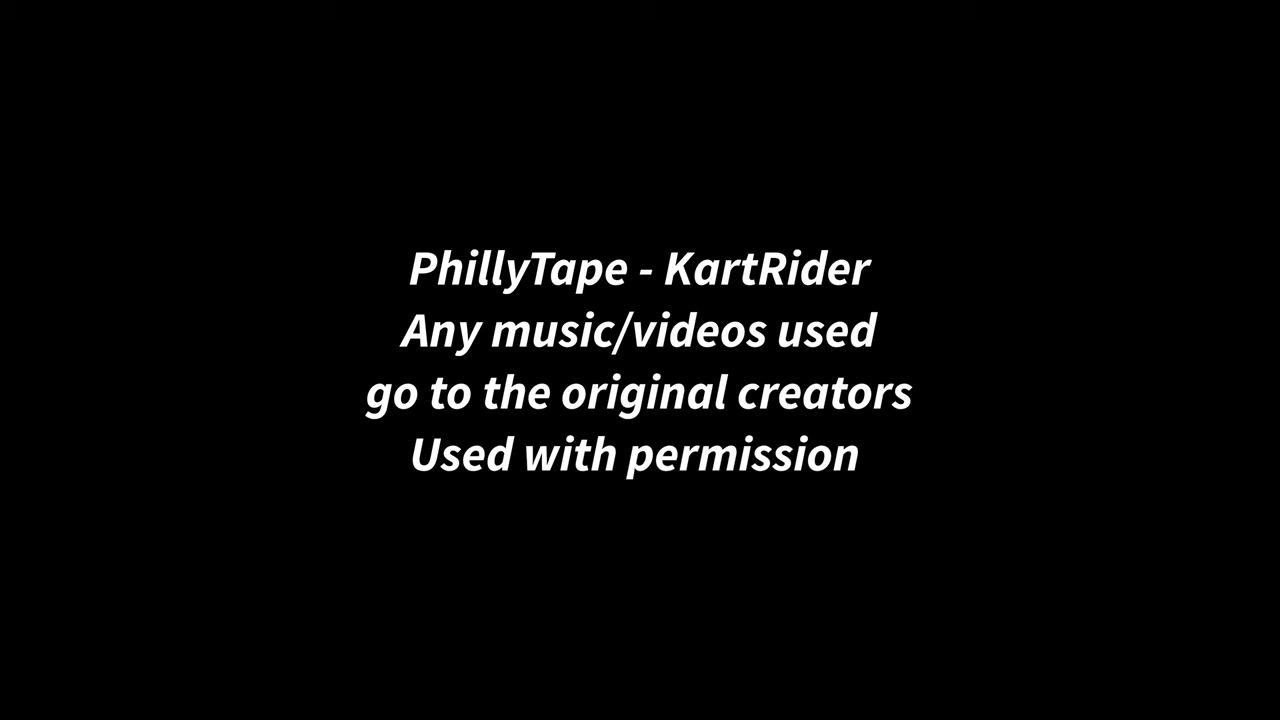 PhillyTape - KartRider
Any music/videos used
go to the original creators
Used with permission